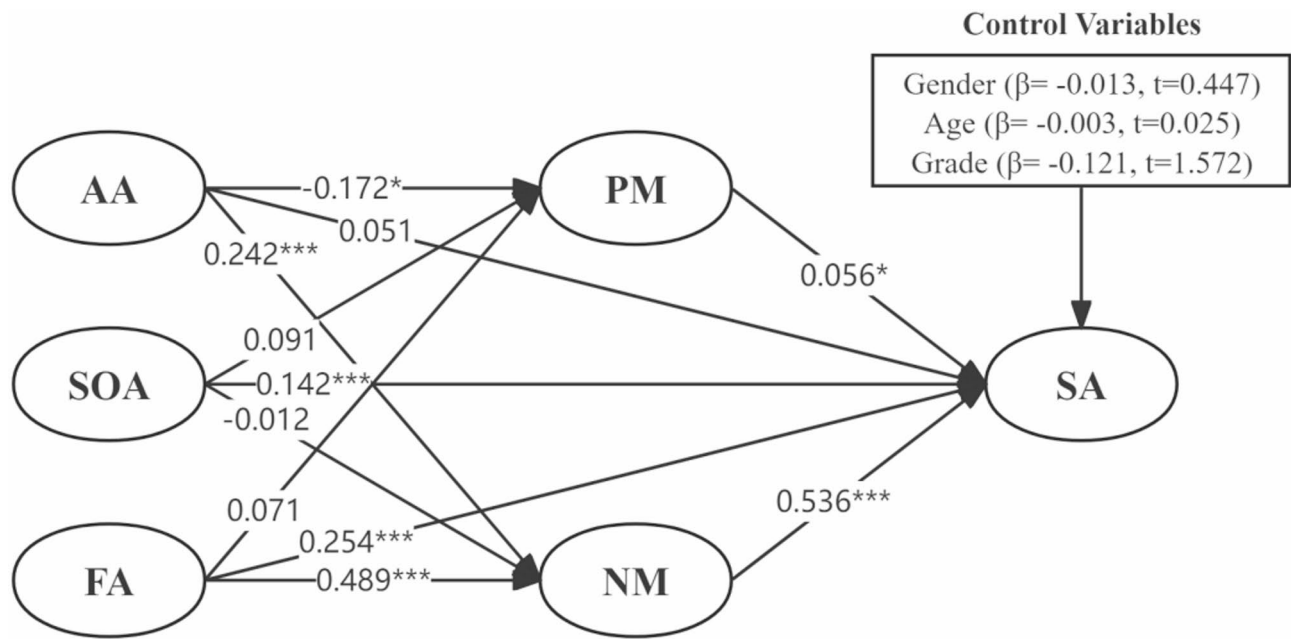 Control Variables
Gender (β= -0.013, t=0.447)
Age (β= -0.003, t=0.025)
Grade (β= -0.121, t=1.572)
AA
-0.172*
PM
0.051
0.242***
0.056*
0.091
SOA
0.142***
SA
-0.012
0.071
0.254***
0.536***
FA
0.489***
NM